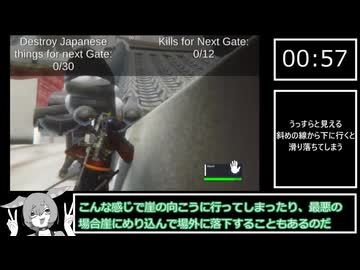 Destroy Japanese
things for next Gate:
0/30
Kills for Next Gate:
0/12
00:57
うっすらと見える
斜めの線から下に行くと
滑り落ちてしまう
こんな感じで崖の向こうに行ってしまったり、最悪の
場合崖にめり込んで場外に落下することもあるのだ